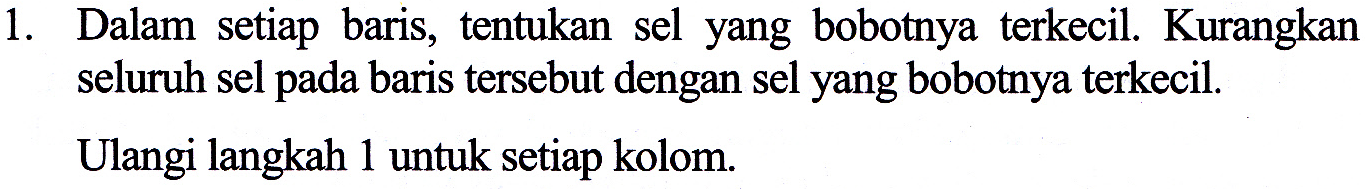 1. Dalam setiap baris, tentukan sel yang bobotnya terkecil. Kurangkan
seluruh sel pada baris tersebut dengan sel yang bobotnya terkecil.
Ulangi langkah 1 untuk setiap kolom.